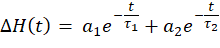 ΔH(t) = a₁e^(-t/τ₁) + a₂e^(-t/τ₂)